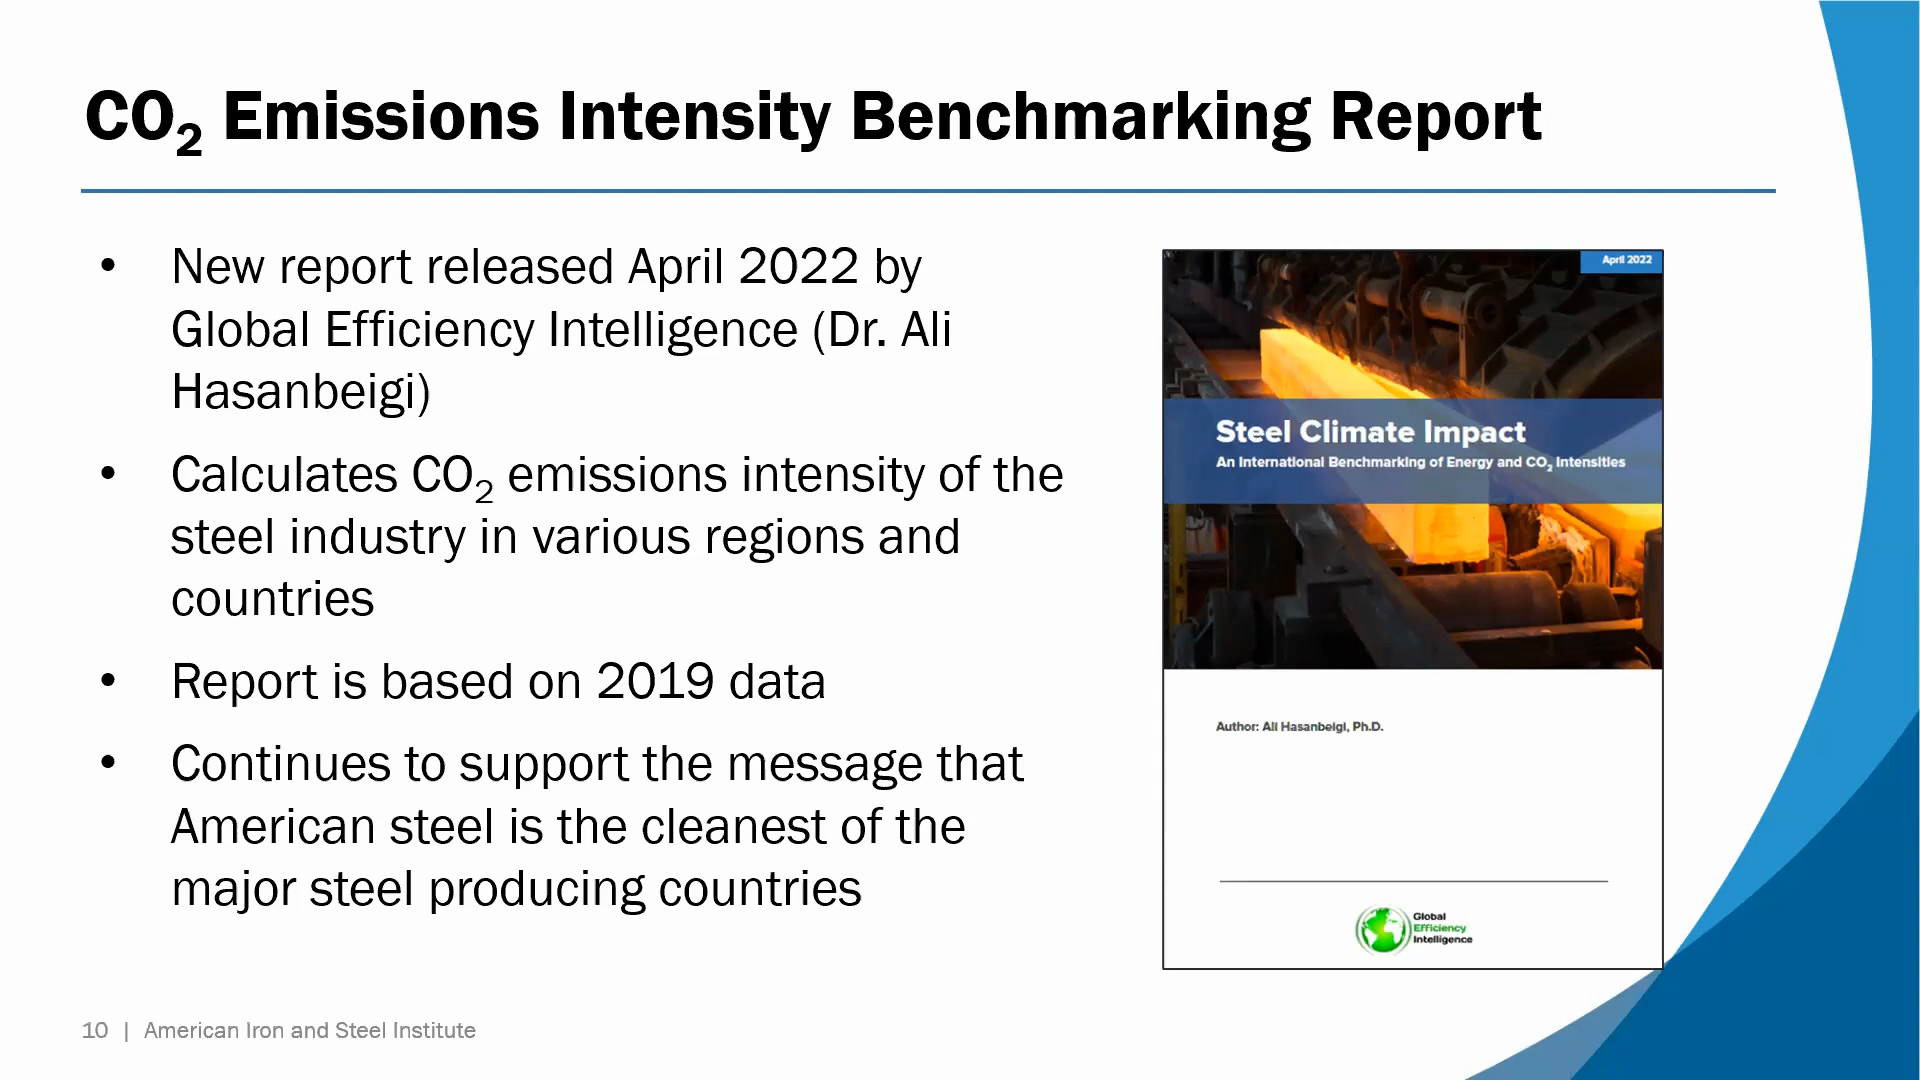 CO₂ Emissions Intensity Benchmarking Report
• New report released April 2022 by
Global Efficiency Intelligence (Dr. Ali
Hasanbeigi)
• Calculates CO₂ emissions intensity of the
steel industry in various regions and
countries
• Report is based on 2019 data
• Continues to support the message that
American steel is the cleanest of the
major steel producing countries
April 2022
Steel Climate Impact
An International Benchmarking of Energy and CO₂ Intensities
Author: Ali Hasanbeigi, Ph.D.
Global
Efficiency
Intelligence
10 | American Iron and Steel Institute